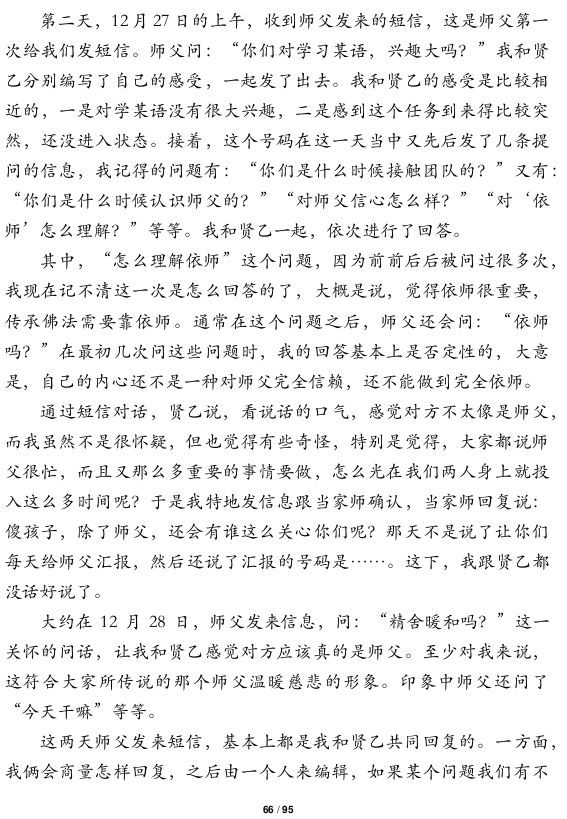 第二天，12 月 27 日的上午，收到师父发来的短信，这是师父第一
次给我们发短信。师父问：“你们对学习某语，兴趣大吗？”我和贤
乙分别编写了自己的感受，一起发了出去。我和贤乙的感受是比较相
近的，一是对学某语没有很大兴趣，二是感到这个任务到来得比较突
然，还没进入状态。接着，这个号码在这一天当中又先后发了几条提
问的信息，我记得的问题有：“你们是什么时候接触团队的？”又有：
“你们是什么时候认识师父的？”“对师父信心怎么样？”“对‘依
师’怎么理解？”等等。我和贤乙一起，依次进行了回答。
其中，“怎么理解依师”这个问题，因为前前后后被问过很多次，
我现在记不清这一次是怎么回答的了，大概是说，觉得依师很重要，
传承佛法需要靠依师。通常在这个问题之后，师父还会问：“依师
吗？”在最初几次问这些问题时，我的回答基本上是否定性的，大意
是，自己的内心还不是一种对师父完全信赖，还不能做到完全依师。
通过短信对话，贤乙说，看说话的口气，感觉对方不太像是师父，
而我虽然不是很怀疑，但也觉得有些奇怪，特别是觉得，大家都说师
父很忙，而且又那么多重要的事情要做，怎么光在我们两人身上就投
入这么多时间呢？于是我特地发信息跟当家师确认，当家师回复说：
傻孩子，除了师父，还会有谁这么关心你们呢？那天不是说了让你们
每天给师父汇报，然后还说了汇报的号码是……。这下，我跟贤乙都
没话好说了。
大约在 12 月 28 日，师父发来信息，问：“精舍暖和吗？”这一
关怀的问话，让我和贤乙感觉对方应该真的是师父。至少对我来说，
这符合大家所传说的那个师父温暖慈悲的形象。印象中师父还问了
“今天干嘛”等等。
这两天师父发来短信，基本上都是我和贤乙共同回复的。一方面，
我俩会商量怎样回复，之后由一个人来编辑，如果某个问题我们有不
66 / 95